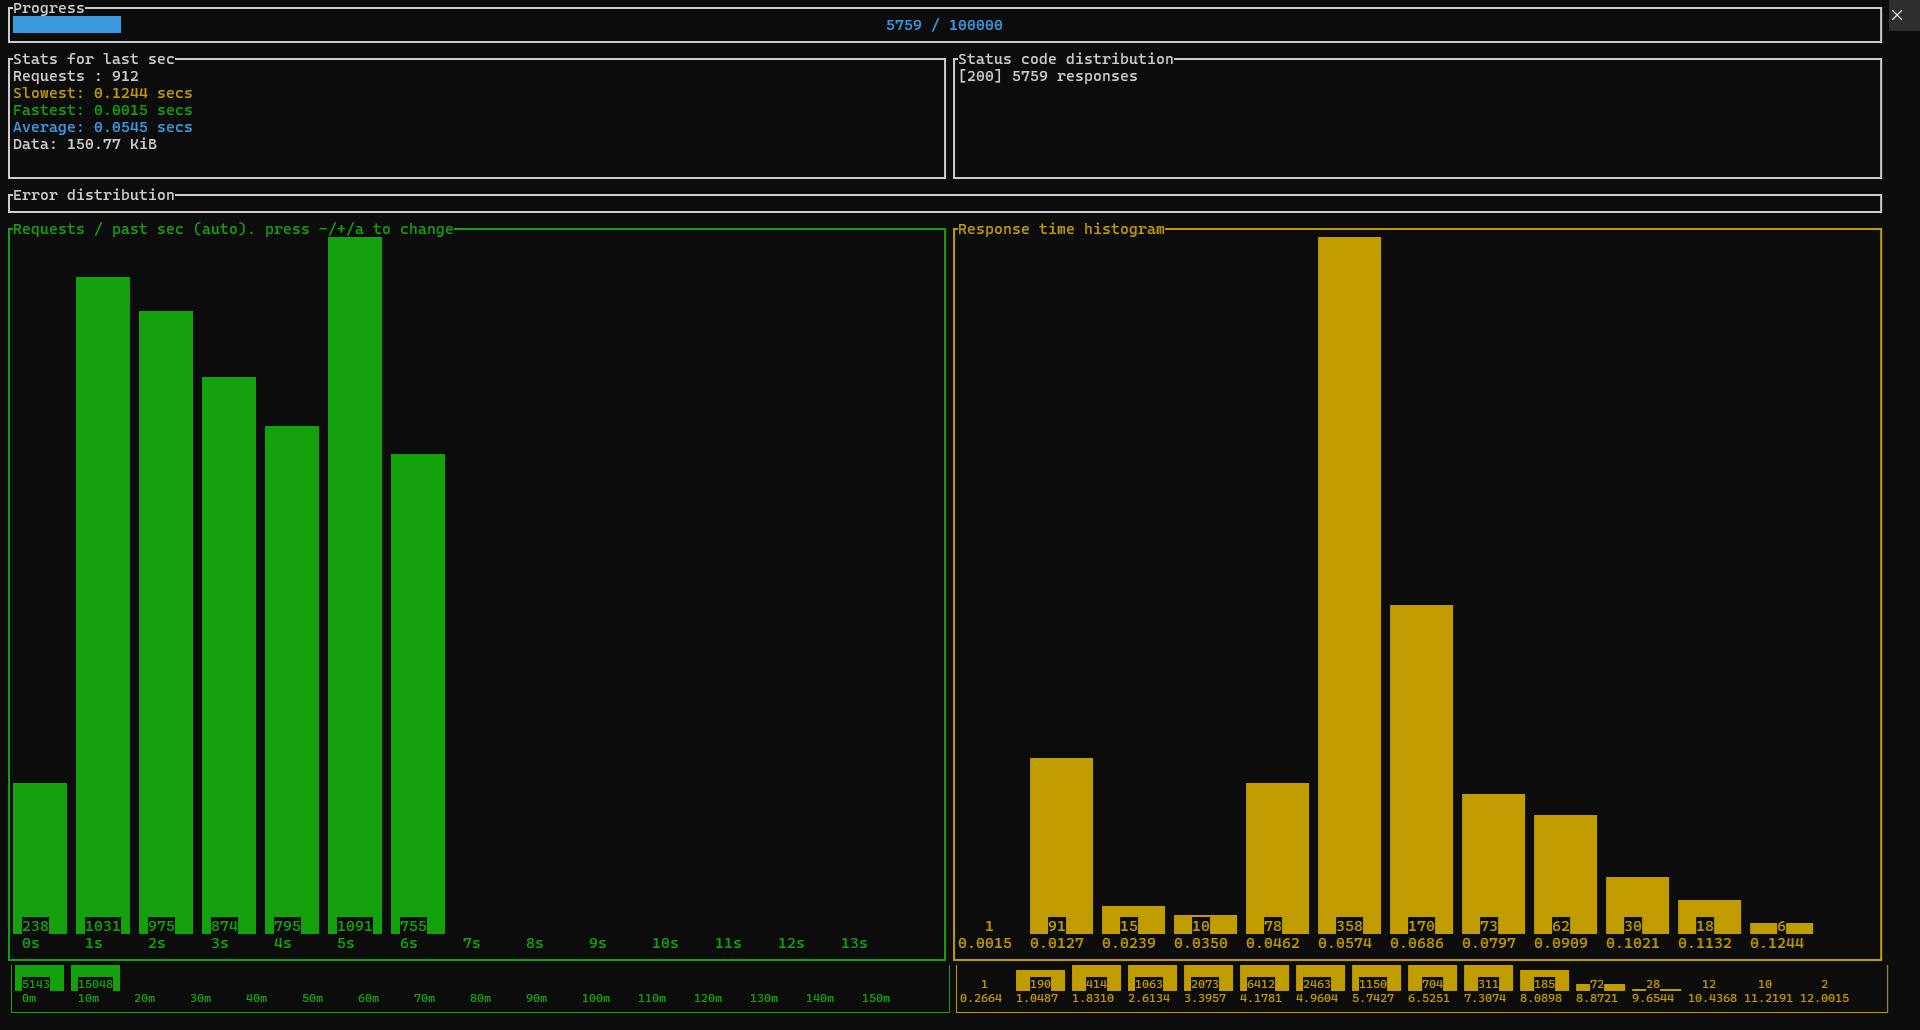 Progress
5759 / 100000
Stats for last sec
Requests : 912
Slowest: 0.1244 secs
Fastest: 0.0015 secs
Average: 0.0545 secs
Data: 150.77 KiB
Status code distribution
[200] 5759 responses
Error distribution
Requests / past sec (auto). press -/+/a to change
238 1031 975 874 795 1091 755
0s 1s 2s 3s 4s 5s 6s 7s 8s 9s 10s 11s 12s 13s
Response time histogram
1 91 15 10 78 358 170 73 62 30 18 6
0.0015 0.0127 0.0239 0.0350 0.0462 0.0574 0.0686 0.0797 0.0909 0.1021 0.1132 0.1244
5143 15048
0m 10m 20m 30m 40m 50m 60m 70m 80m 90m 100m 110m 120m 130m 140m 150m
1 190 414 1063 2073 6412 2463 1150 704 311 185 72 28 12 10 2
0.2664 1.0487 1.8310 2.6134 3.3957 4.1781 4.9604 5.7427 6.5251 7.3074 8.0898 8.8721 9.6544 10.4368 11.2191 12.0015